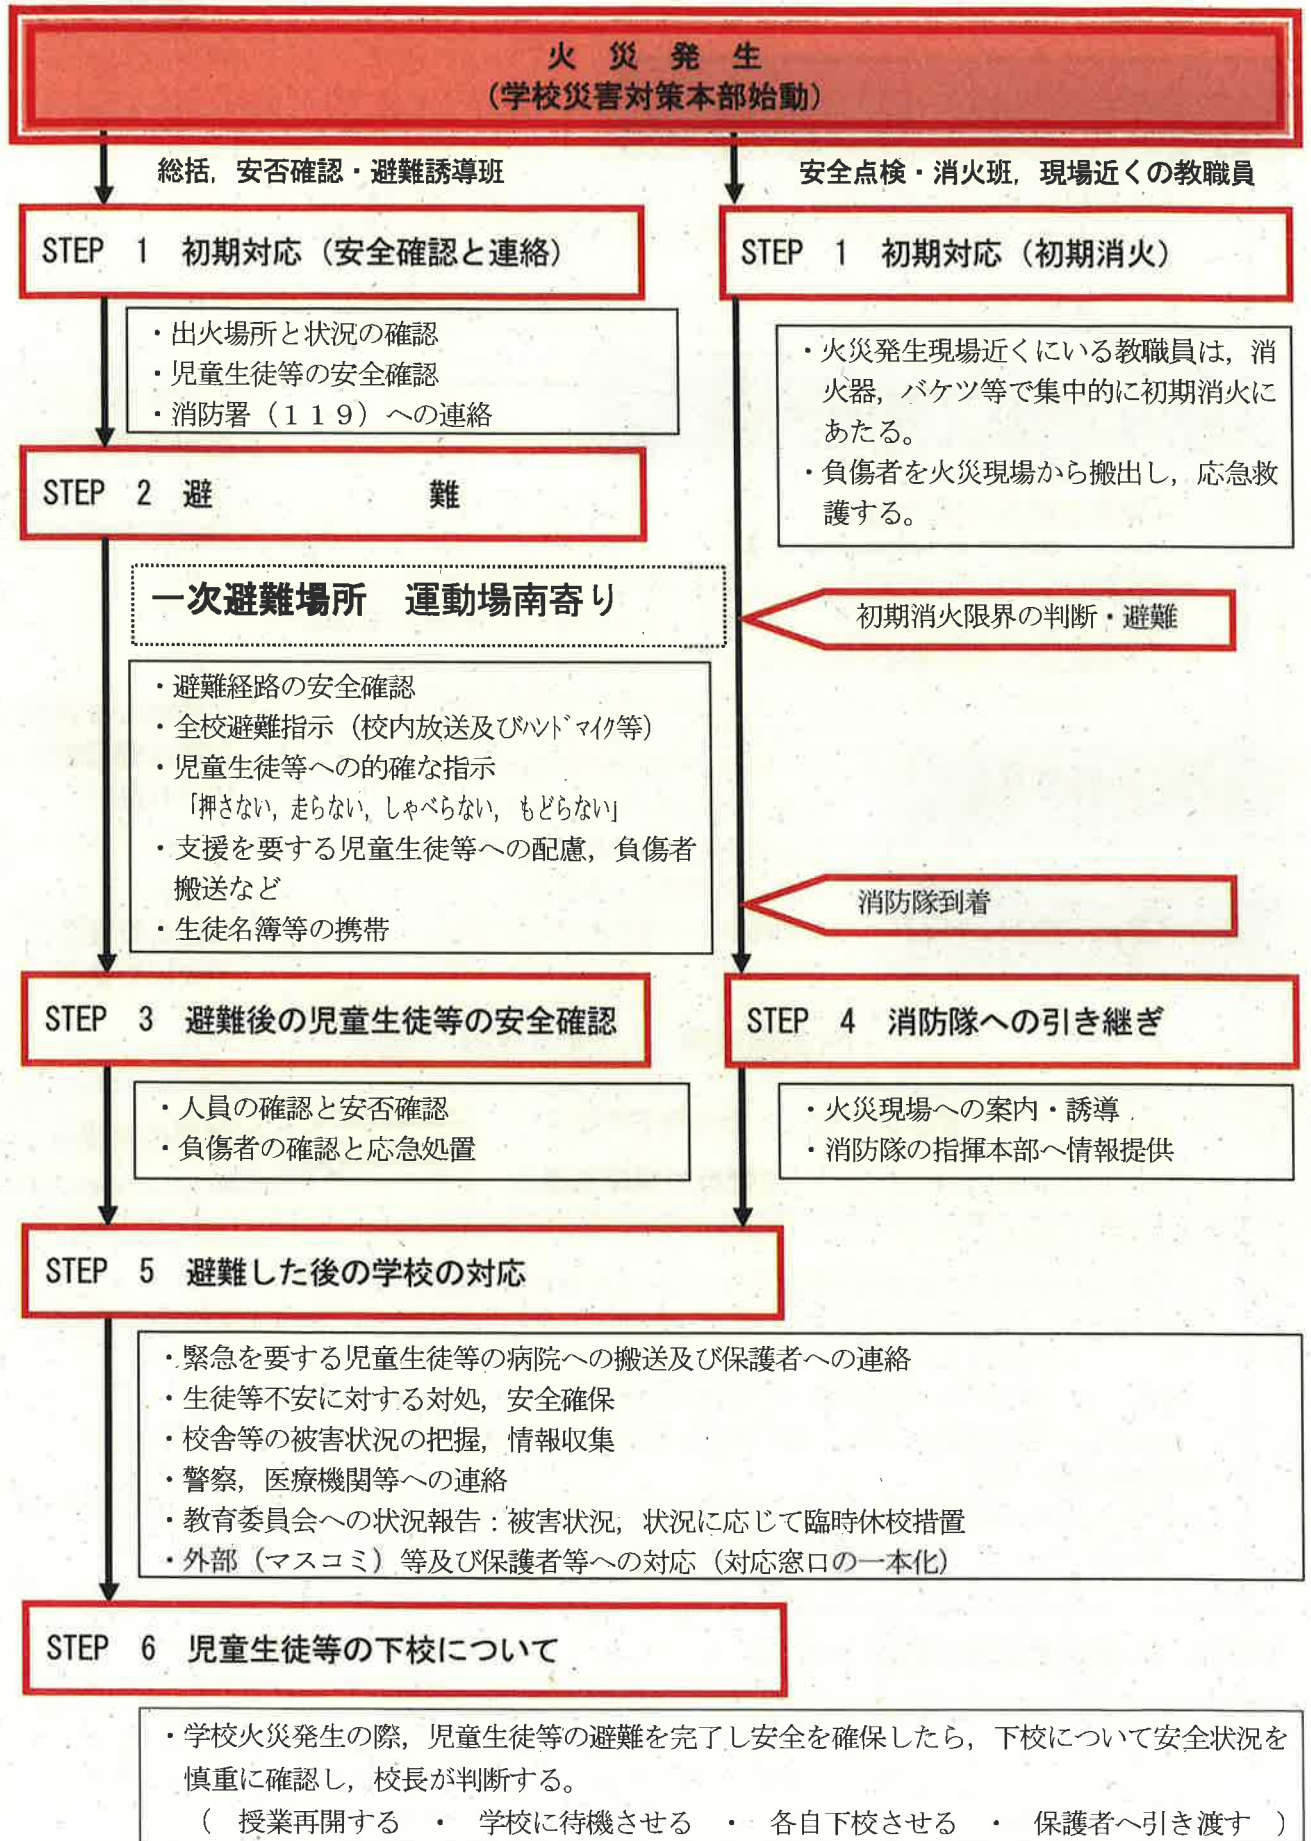 火災発生
（学校災害対策本部始動）
総括，安否確認・避難誘導班
STEP 1 初期対応（安全確認と連絡）
・出火場所と状況の確認
・児童生徒等の安全確認
・消防署（１１９）への連絡
STEP 2 避難
一次避難場所 運動場南寄り
・避難経路の安全確認
・全校避難指示（校内放送及びﾊﾝﾄﾞﾏｲｸ等）
・児童生徒等への的確な指示
「押さない，走らない，しゃべらない，もどらない」
・支援を要する児童生徒等への配慮，負傷者
搬送など
・生徒名簿等の携帯
STEP 3 避難後の児童生徒等の安全確認
・人員の確認と安否確認
・負傷者の確認と応急処置
安全点検・消火班，現場近くの教職員
STEP 1 初期対応（初期消火）
・火災発生現場近くにいる教職員は，消
火器，バケツ等で集中的に初期消火に
あたる。
・負傷者を火災現場から搬出し，応急救
護する。
初期消火限界の判断・避難
消防隊到着
STEP 4 消防隊への引き継ぎ
・火災現場への案内・誘導
・消防隊の指揮本部へ情報提供
STEP 5 避難した後の学校の対応
・緊急を要する児童生徒等の病院への搬送及び保護者への連絡
・生徒等不安に対する対処，安全確保
・校舎等の被害状況の把握，情報収集
・警察，医療機関等への連絡
・教育委員会への状況報告：被害状況，状況に応じて臨時休校措置
・外部（マスコミ）等及び保護者等への対応（対応窓口の一本化）
STEP 6 児童生徒等の下校について
・学校火災発生の際，児童生徒等の避難を完了し安全を確保したら，下校について安全状況を
慎重に確認し，校長が判断する。
（ 授業再開する ・ 学校に待機させる ・ 各自下校させる ・ 保護者へ引き渡す ）